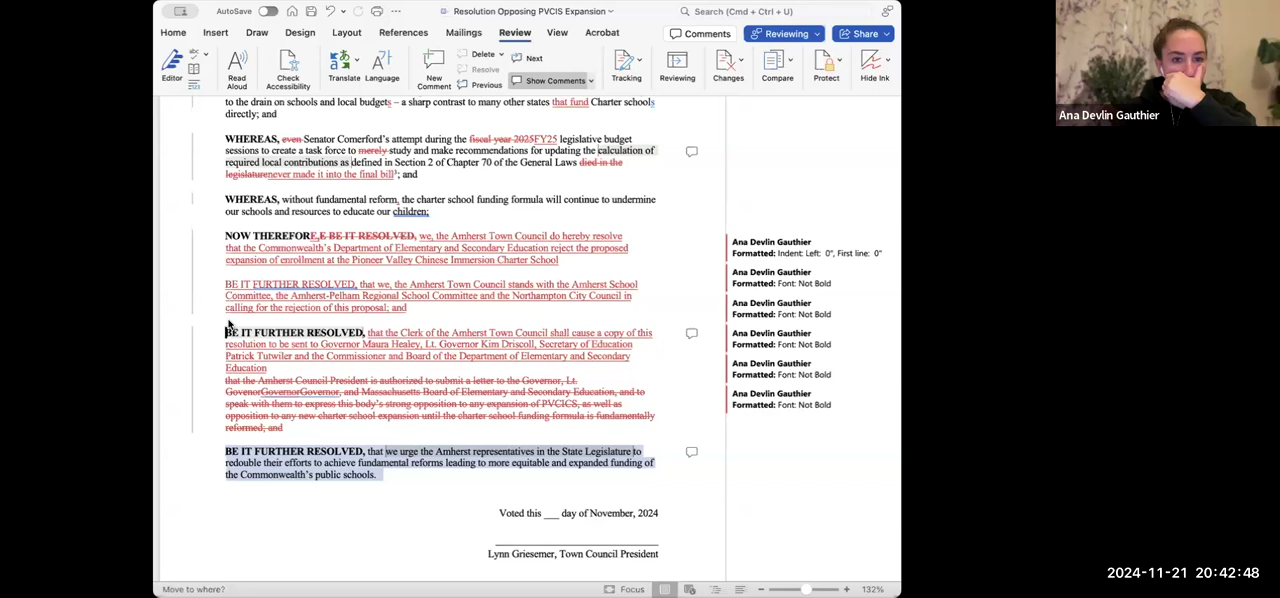 AutoSave
Resolution Opposing PVCIS Expansion
Search (Cmd + Ctrl + U)
Home Insert Draw Design Layout References Mailings Review View Acrobat
Comments Reviewing Share
Editor Read Aloud Check Accessibility Translate Language New Comment Delete Resolve Previous Next Show Comments Tracking Reviewing Changes Compare Protect Hide Ink
to the drain on schools and local budgets – a sharp contrast to many other states that fund Charter schools
directly; and
WHEREAS, even Senator Comerford's attempt during the fiscal year 2025FY25 legislative budget
sessions to create a task force to merely study and make recommendations for updating the calculation of
required local contributions as defined in Section 2 of Chapter 70 of the General Laws died in the
legislaturenever made it into the final bill¹; and
WHEREAS, without fundamental reform, the charter school funding formula will continue to undermine
our schools and resources to educate our children;
NOW THEREFORE,E BE IT RESOLVED, we, the Amherst Town Council do hereby resolve
that the Commonwealth's Department of Elementary and Secondary Education reject the proposed
expansion of enrollment at the Pioneer Valley Chinese Immersion Charter School
BE IT FURTHER RESOLVED, that we, the Amherst Town Council stands with the Amherst School
Committee, the Amherst-Pelham Regional School Committee and the Northampton City Council in
calling for the rejection of this proposal; and
BE IT FURTHER RESOLVED, that the Clerk of the Amherst Town Council shall cause a copy of this
resolution to be sent to Governor Maura Healey, Lt. Governor Kim Driscoll, Secretary of Education
Patrick Tutwiler and the Commissioner and Board of the Department of Elementary and Secondary
Education
that the Amherst Council President is authorized to submit a letter to the Governor, Lt.
GovenorGovernorGovernor, and Massachusetts Board of Elementary and Secondary Education, and to
speak with them to express this body's strong opposition to any expansion of PVCICS, as well as
opposition to any new charter school expansion until the charter school funding formula is fundamentally
reformed; and
BE IT FURTHER RESOLVED, that we urge the Amherst representatives in the State Legislature to
redouble their efforts to achieve fundamental reforms leading to more equitable and expanded funding of
the Commonwealth's public schools.
Voted this ___ day of November, 2024
Lynn Griesemer, Town Council President
Ana Devlin Gauthier
Formatted: Indent: Left: 0", First line: 0"
Ana Devlin Gauthier
Formatted: Font: Not Bold
Ana Devlin Gauthier
Formatted: Font: Not Bold
Ana Devlin Gauthier
Formatted: Font: Not Bold
Ana Devlin Gauthier
Formatted: Font: Not Bold
Ana Devlin Gauthier
Formatted: Font: Not Bold
Move to where?
Focus
132%
Ana Devlin Gauthier
2024-11-21 20:42:48